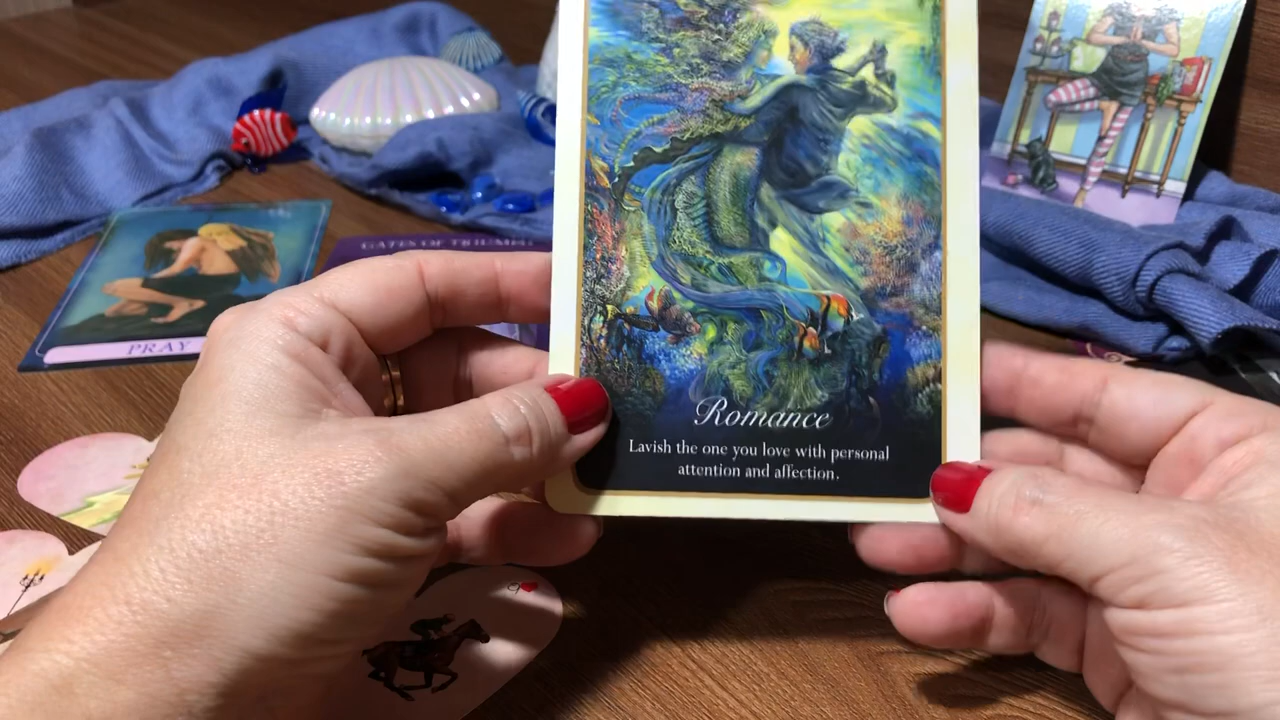 GATES OF TRIUMPH
PRAY
Romance
Lavish the one you love with personal
attention and affection.